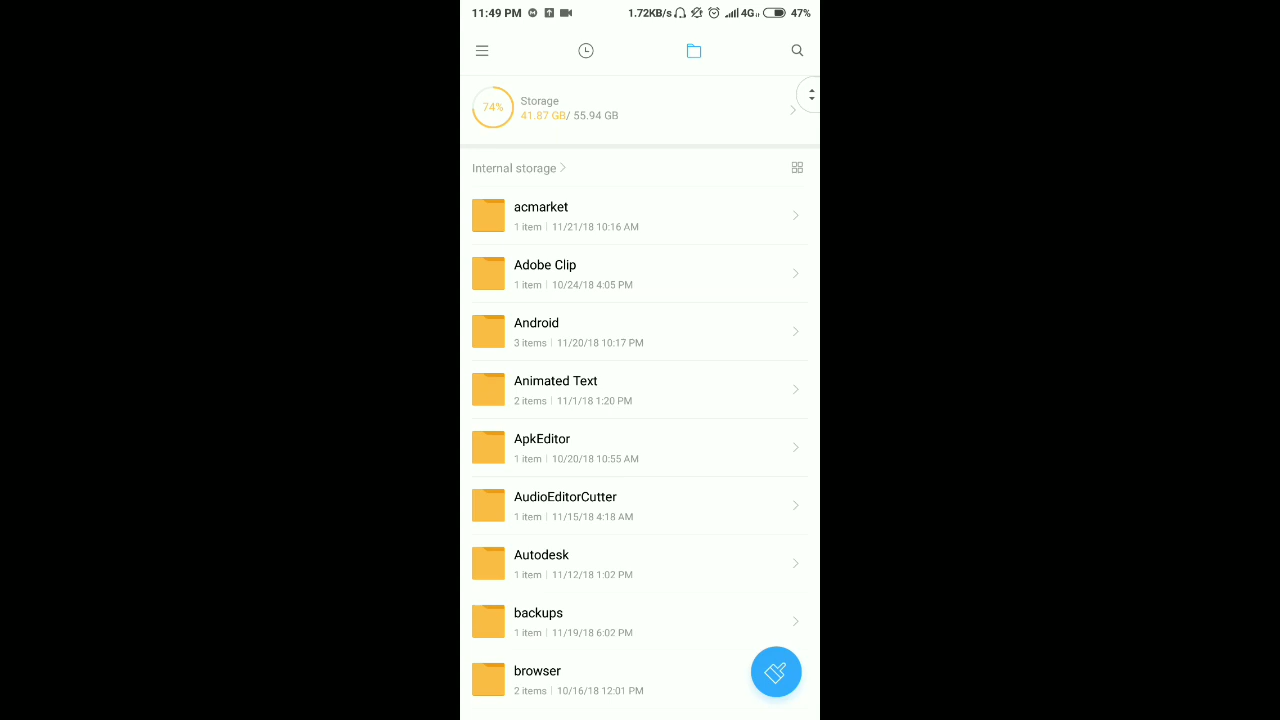 11:49 PM 1.72KB/s 4G 47%
74%
Storage
41.87 GB/ 55.94 GB
Internal storage
acmarket
1 item | 11/21/18 10:16 AM
Adobe Clip
1 item | 10/24/18 4:05 PM
Android
3 items | 11/20/18 10:17 PM
Animated Text
2 items | 11/1/18 1:20 PM
ApkEditor
1 item | 10/20/18 10:55 AM
AudioEditorCutter
1 item | 11/15/18 4:18 AM
Autodesk
1 item | 11/12/18 1:02 PM
backups
1 item | 11/19/18 6:02 PM
browser
2 items | 10/16/18 12:01 PM